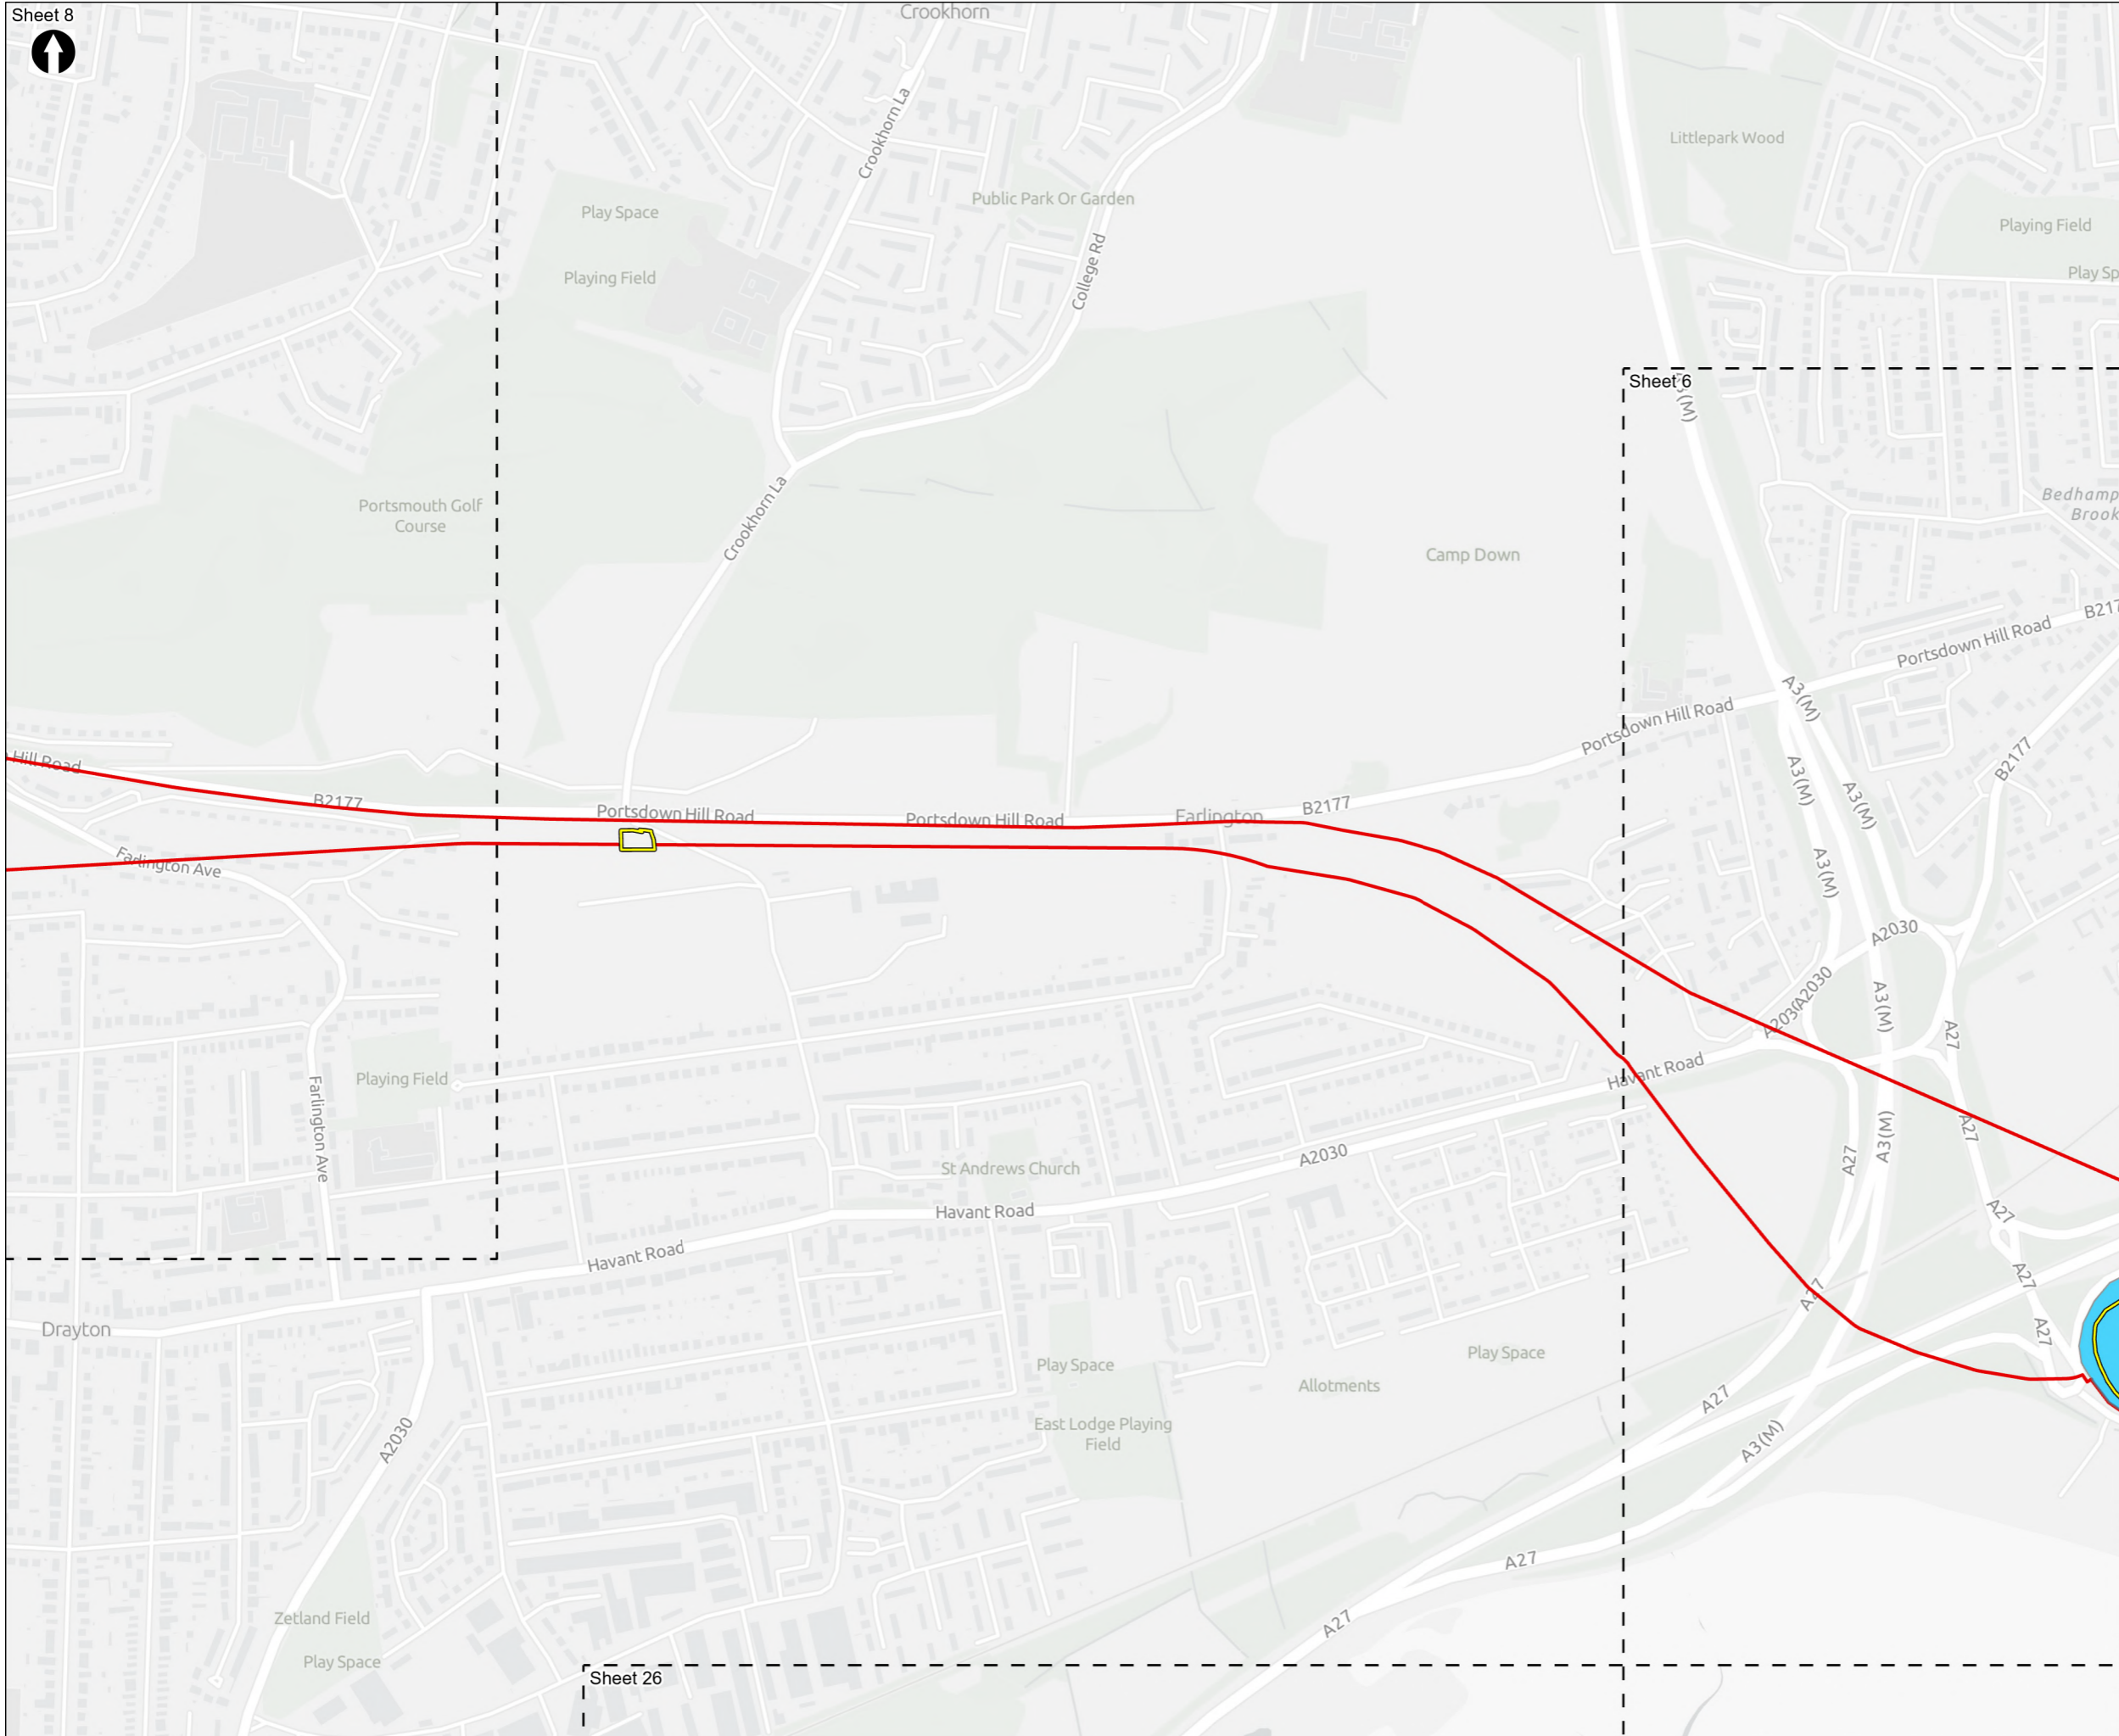 Sheet 8
Crookhorn
Crookhorn La
Littlepark Wood
Public Park Or Garden
Play Space
Playing Field
Playing Field
College Rd
Play Sp
Sheet 6
(M)
Portsmouth Golf
Course
Crookhorn La
Camp Down
Bedhamp
Brook
B217
Portsdown Hill Road
A3(M)
Portsdown Hill Road
Hill Road
B2177
B2177
Portsdown Hill Road
Portsdown Hill Road
Farlington
B2177
A3(M)
A3(M)
Farlington Ave
A3(M)
A2030
A2030
A203
A3(M)
A27
Havant Road
Playing Field
Farlington Ave
A27
A3(M)
A27
A2030
St Andrews Church
Havant Road
A27
Havant Road
A27
A27
A27
Drayton
Play Space
Play Space
Allotments
A27
East Lodge Playing
Field
A2030
A3(M)
A27
Zetland Field
A27
Play Space
Sheet 26